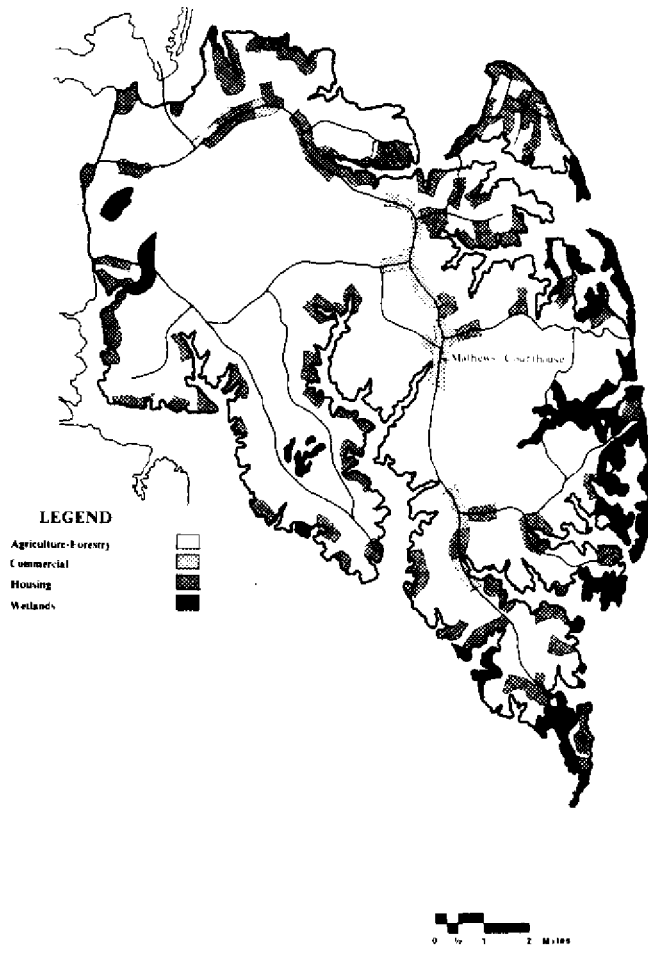 Mathews Courthouse
LEGEND
Agriculture-Forestry
Commercial
Housing
Wetlands
0 ½ 1 2 Miles